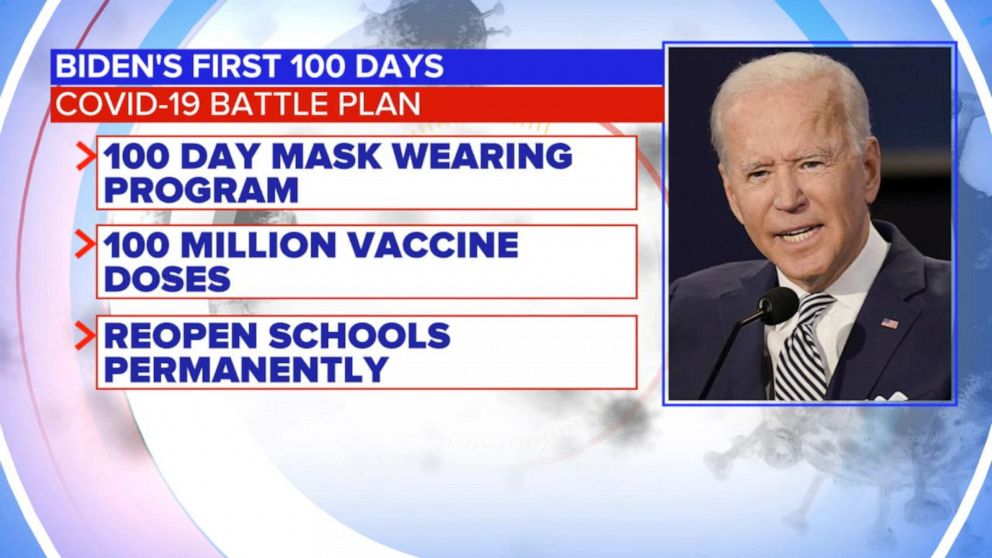 BIDEN'S FIRST 100 DAYS
COVID-19 BATTLE PLAN
100 DAY MASK WEARING
PROGRAM
100 MILLION VACCINE
DOSES
REOPEN SCHOOLS
PERMANENTLY